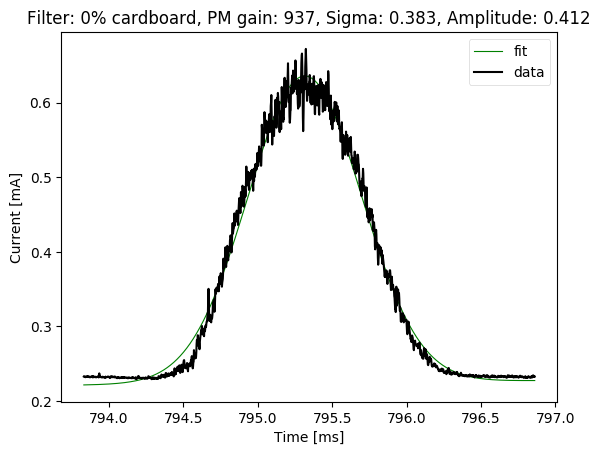 Filter: 0% cardboard, PM gain: 937, Sigma: 0.383, Amplitude: 0.412
fit
data
0.6
0.5
0.4
0.3
0.2
Current [mA]
794.0 794.5 795.0 795.5 796.0 796.5 797.0
Time [ms]